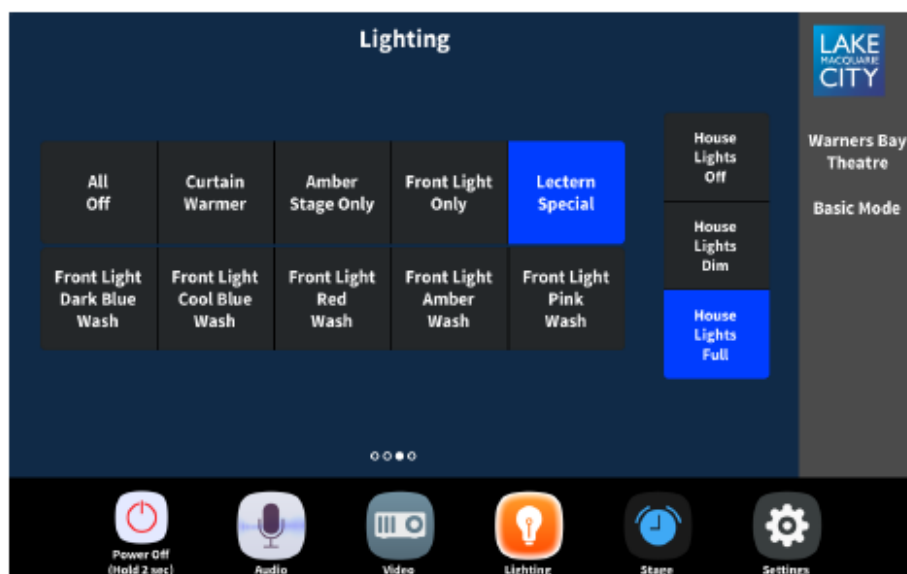 Lighting
LAKE
MACQUARIE
CITY
Warners Bay
Theatre
Basic Mode
All
Off
Curtain
Warmer
Amber
Stage Only
Front Light
Only
Lectern
Special
Front Light
Dark Blue
Wash
Front Light
Cool Blue
Wash
Front Light
Red
Wash
Front Light
Amber
Wash
Front Light
Pink
Wash
House
Lights
Off
House
Lights
Dim
House
Lights
Full
Power Off
(Hold 2 sec)
Audio
Video
Lighting
Stage
Settings